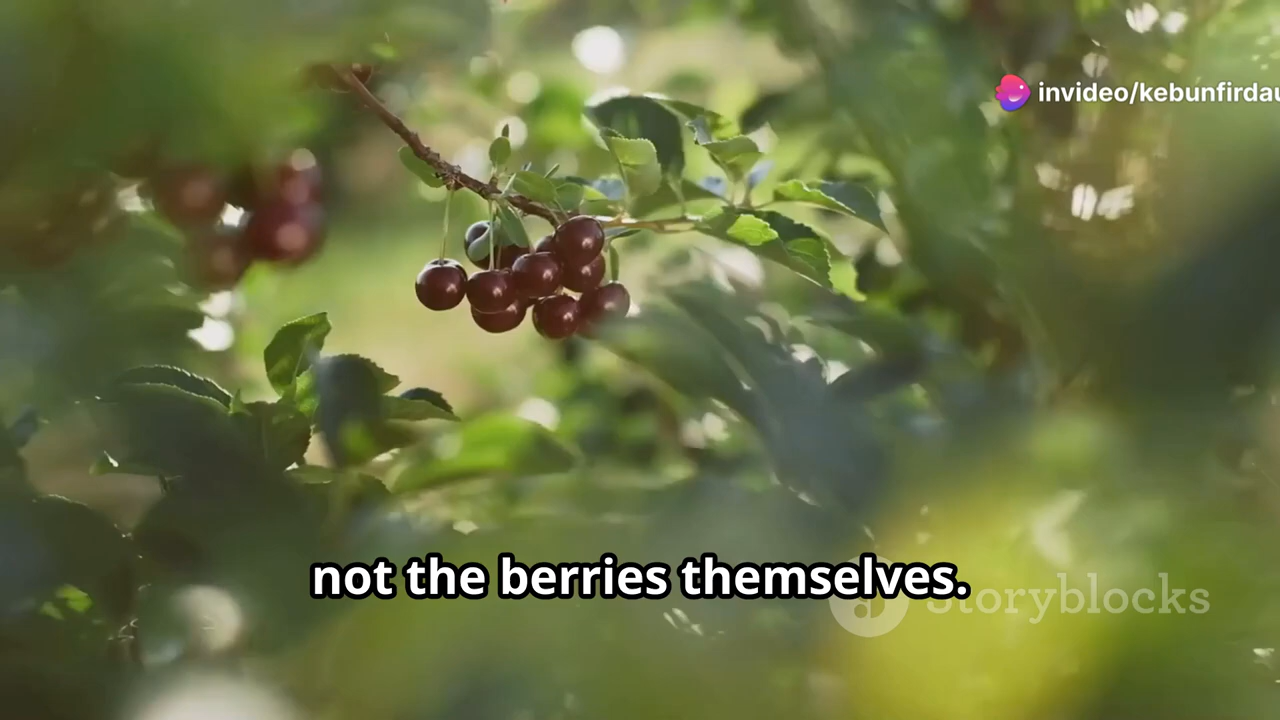 invideo/kebunfirdau
not the berries themselves.
Storyblocks